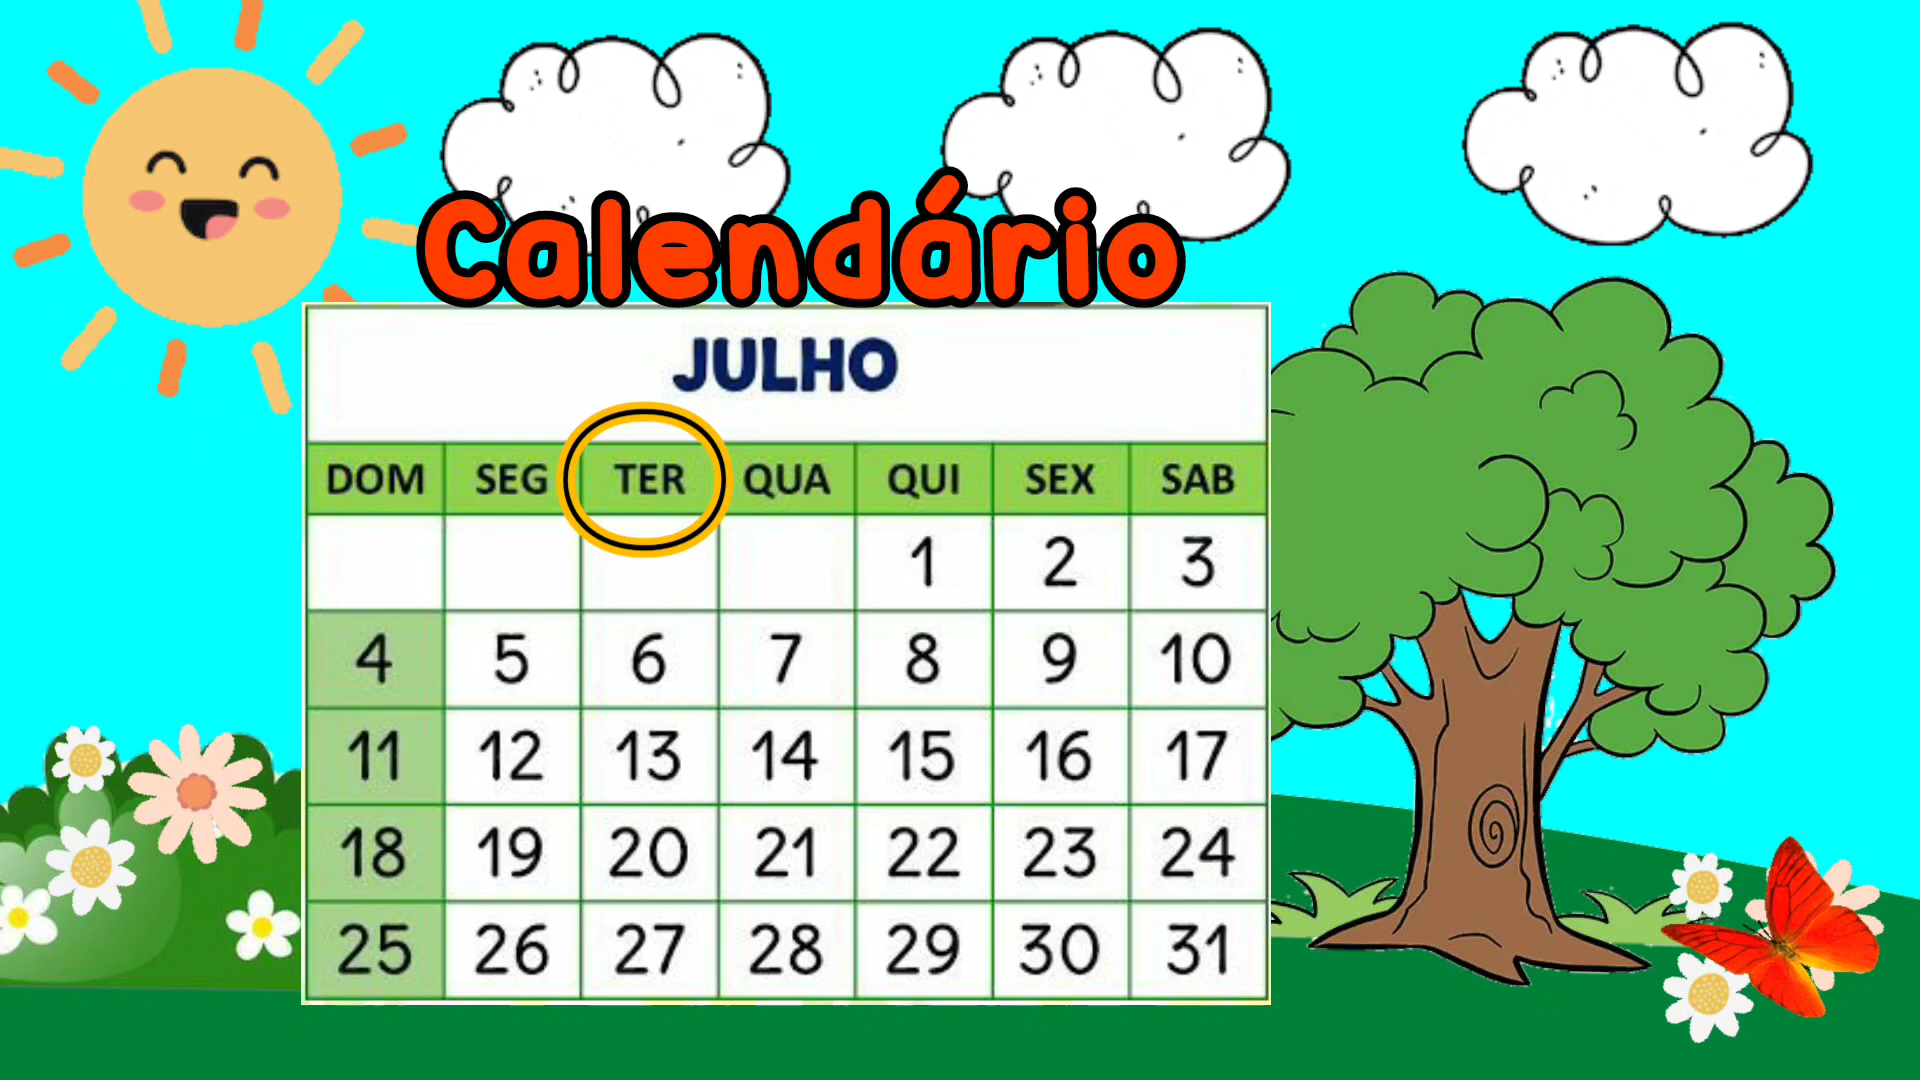 Calendário
JULHO
DOM SEG TER QUA QUI SEX SAB
1 2 3
4 5 6 7 8 9 10
11 12 13 14 15 16 17
18 19 20 21 22 23 24
25 26 27 28 29 30 31